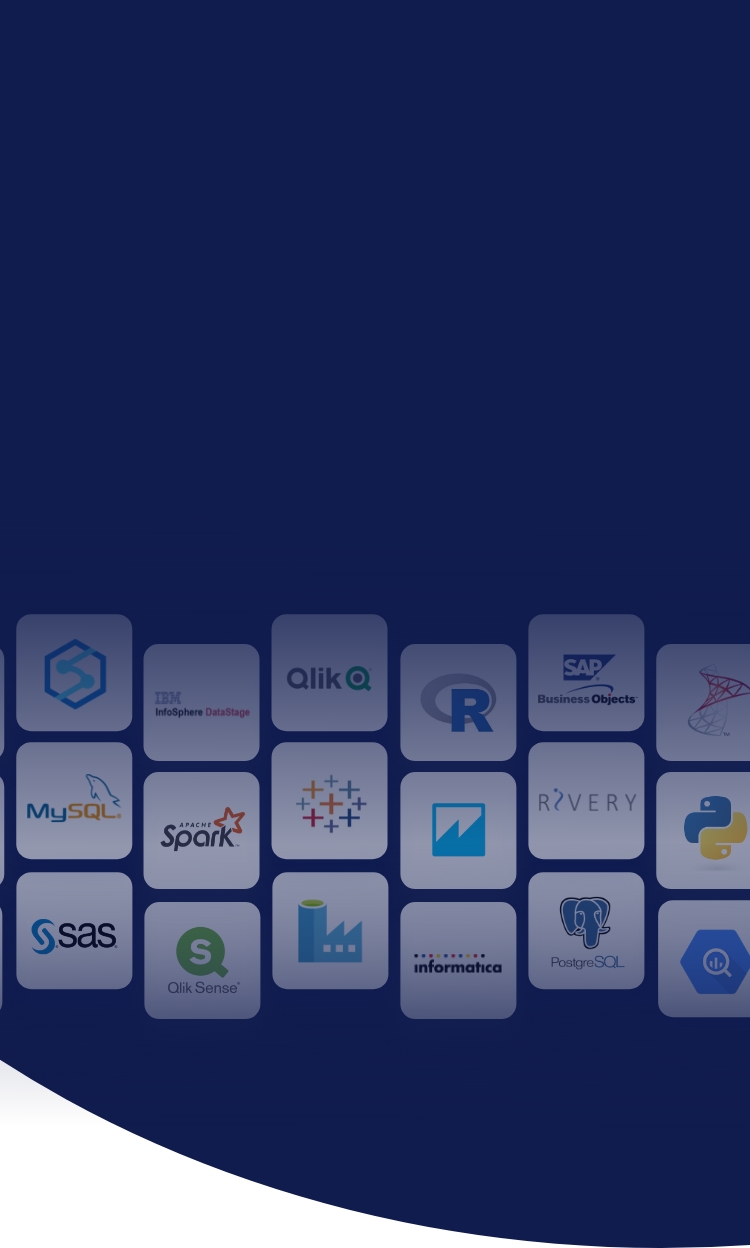 IBM
InfoSphere DataStage
Qlik
R
SAP
Business Objects
MySQL
APACHE
Spark
RIVERY
sas
S
Qlik Sense
informatica
PostgreSQL